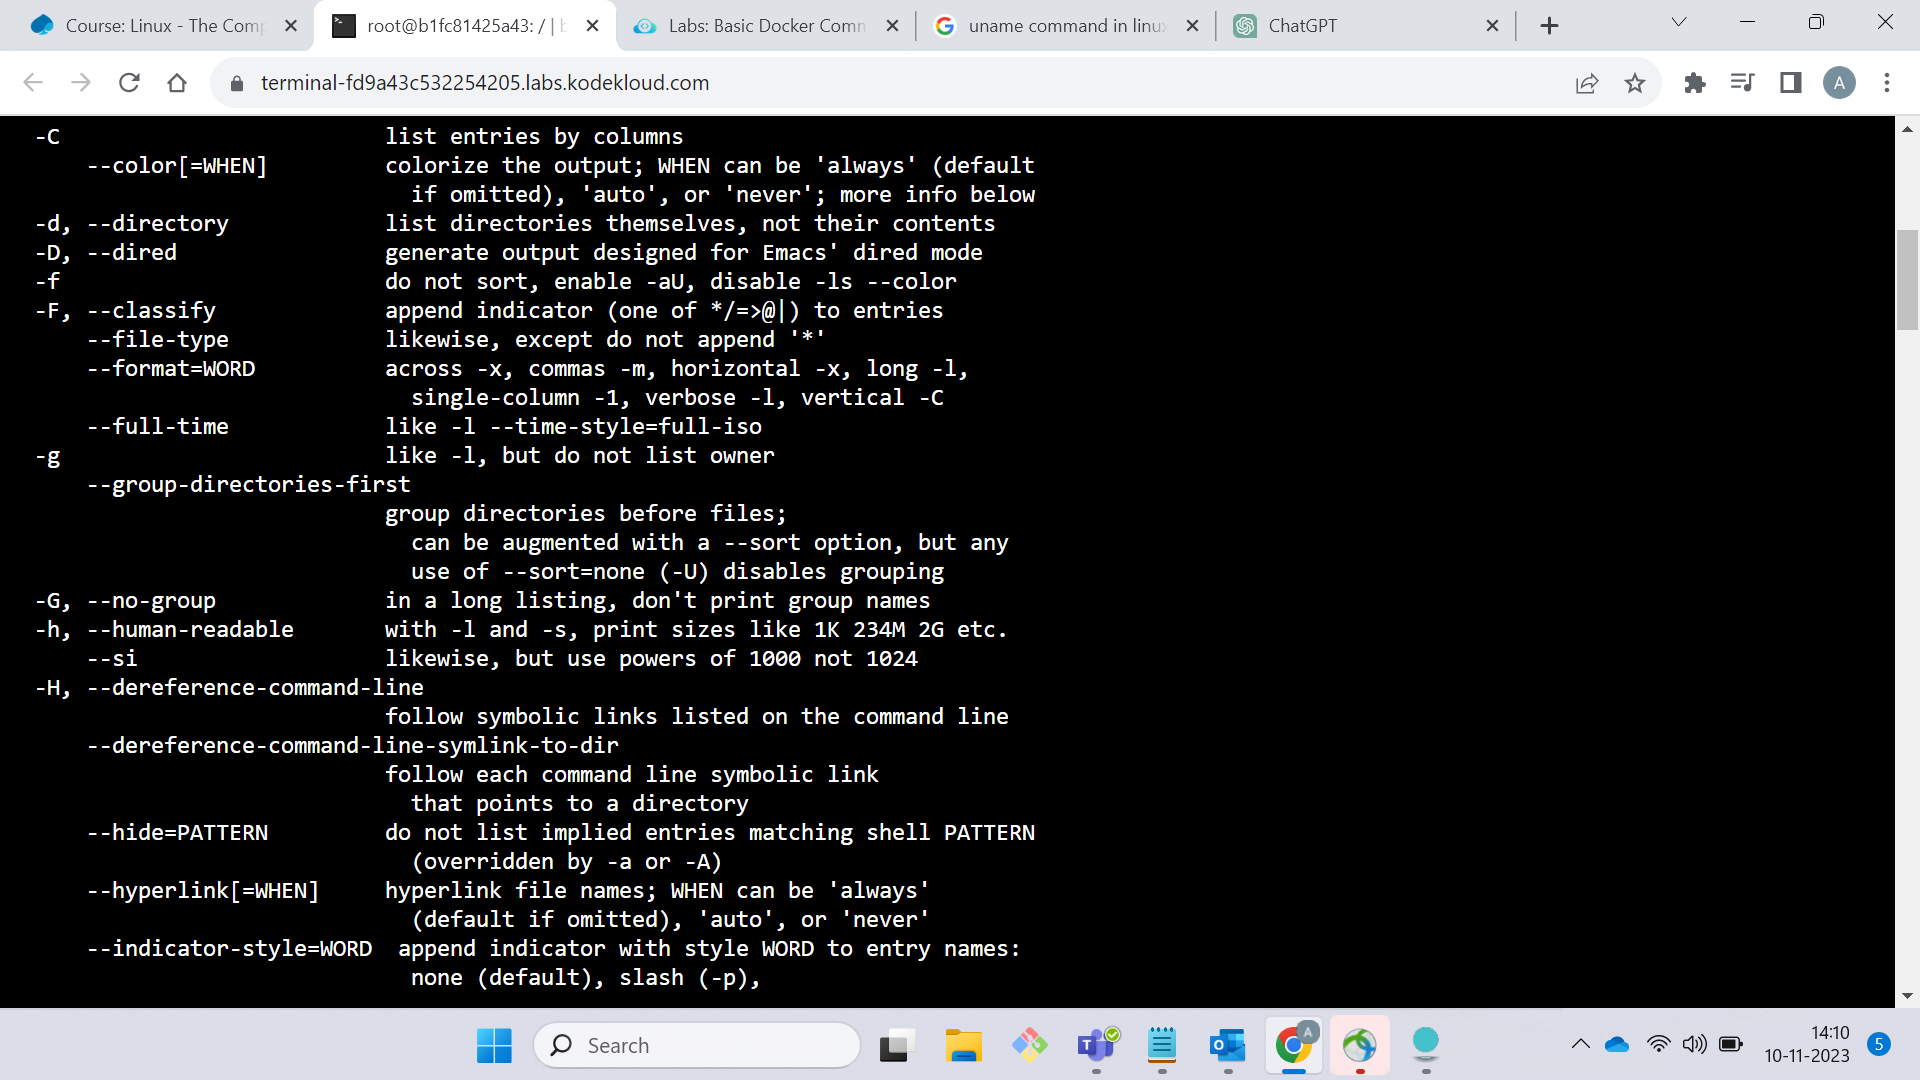 Course: Linux - The Comp
root@b1fc81425a43: / | b
Labs: Basic Docker Comm
uname command in linux
ChatGPT
terminal-fd9a43c532254205.labs.kodekloud.com
A
-C                         list entries by columns
    --color[=WHEN]         colorize the output; WHEN can be 'always' (default
                             if omitted), 'auto', or 'never'; more info below
-d, --directory            list directories themselves, not their contents
-D, --dired                generate output designed for Emacs' dired mode
-f                         do not sort, enable -aU, disable -ls --color
-F, --classify             append indicator (one of */=>@|) to entries
    --file-type            likewise, except do not append '*'
    --format=WORD          across -x, commas -m, horizontal -x, long -l,
                             single-column -1, verbose -l, vertical -C
    --full-time            like -l --time-style=full-iso
-g                         like -l, but do not list owner
    --group-directories-first
                           group directories before files;
                             can be augmented with a --sort option, but any
                             use of --sort=none (-U) disables grouping
-G, --no-group             in a long listing, don't print group names
-h, --human-readable       with -l and -s, print sizes like 1K 234M 2G etc.
    --si                   likewise, but use powers of 1000 not 1024
-H, --dereference-command-line
                           follow symbolic links listed on the command line
    --dereference-command-line-symlink-to-dir
                           follow each command line symbolic link
                             that points to a directory
    --hide=PATTERN         do not list implied entries matching shell PATTERN
                             (overridden by -a or -A)
    --hyperlink[=WHEN]     hyperlink file names; WHEN can be 'always'
                             (default if omitted), 'auto', or 'never'
    --indicator-style=WORD  append indicator with style WORD to entry names:
                             none (default), slash (-p),
Search
14:10
10-11-2023
5